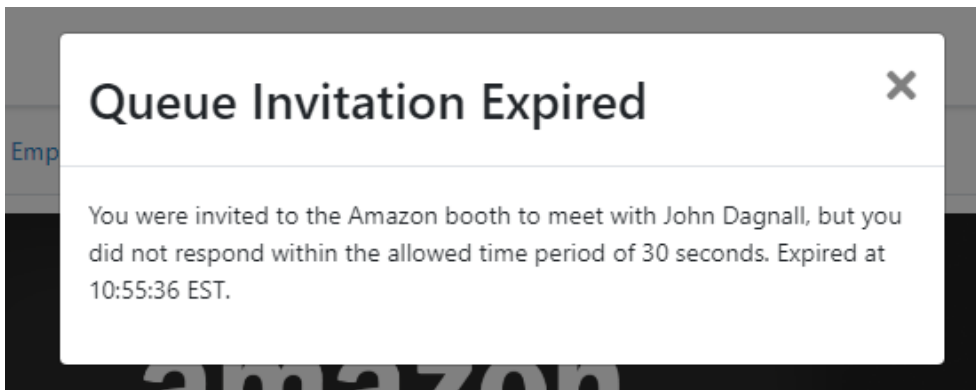 Queue Invitation Expired
Emp
You were invited to the Amazon booth to meet with John Dagnall, but you
did not respond within the allowed time period of 30 seconds. Expired at
10:55:36 EST.
amazon